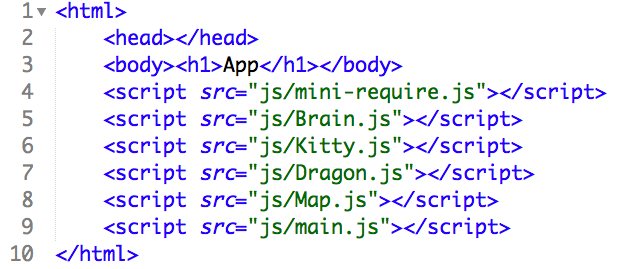 1 <html>
2 <head></head>
3 <body><h1>App</h1></body>
4 <script src="js/mini-require.js"></script>
5 <script src="js/Brain.js"></script>
6 <script src="js/Kitty.js"></script>
7 <script src="js/Dragon.js"></script>
8 <script src="js/Map.js"></script>
9 <script src="js/main.js"></script>
10 </html>